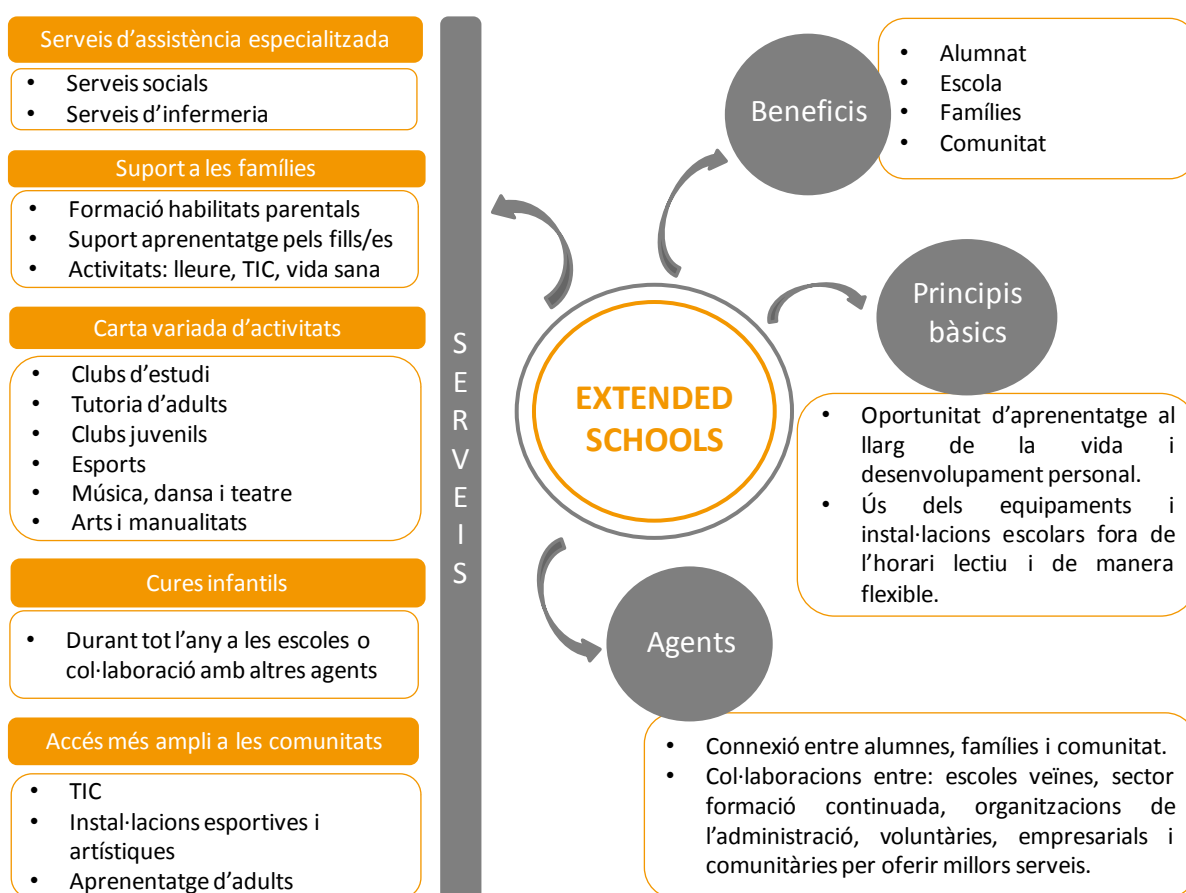 Serveis d'assistència especialitzada
• Serveis socials
• Serveis d'infermeria
Suport a les famílies
• Formació habilitats parentals
• Suport aprenentatge pels fills/es
• Activitats: lleure, TIC, vida sana
Carta variada d'activitats
• Clubs d'estudi
• Tutoria d'adults
• Clubs juvenils
• Esports
• Música, dansa i teatre
• Arts i manualitats
Cures infantils
• Durant tot l'any a les escoles o
col·laboració amb altres agents
Accés més ampli a les comunitats
• TIC
• Instal·lacions esportives i
artístiques
• Aprenentatge d'adults
S
E
R
V
E
I
S
EXTENDED
SCHOOLS
Beneficis
• Alumnat
• Escola
• Famílies
• Comunitat
Principis
bàsics
• Oportunitat d'aprenentatge al
llarg de la vida i
desenvolupament personal.
• Ús dels equipaments i
instal·lacions escolars fora de
l'horari lectiu i de manera
flexible.
Agents
• Connexió entre alumnes, famílies i comunitat.
• Col·laboracions entre: escoles veïnes, sector
formació continuada, organitzacions de
l'administració, voluntàries, empresarials i
comunitàries per oferir millors serveis.